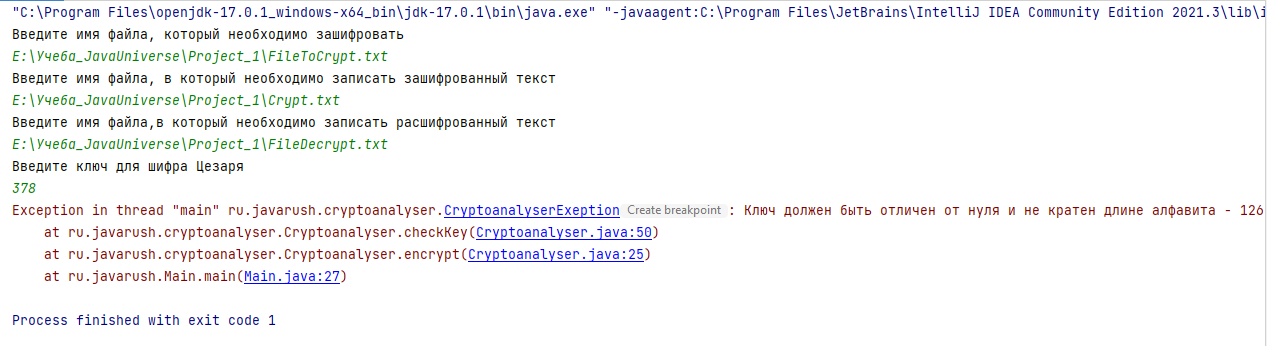 "C:\Program Files\openjdk-17.0.1_windows-x64_bin\jdk-17.0.1\bin\java.exe" "-javaagent:C:\Program Files\JetBrains\IntelliJ IDEA Community Edition 2021.3\lib\i
Введите имя файла, который необходимо зашифровать
E:\Учеба_JavaUniverse\Project_1\FileToCrypt.txt
Введите имя файла, в который необходимо записать зашифрованный текст
E:\Учеба_JavaUniverse\Project_1\Crypt.txt
Введите имя файла,в который необходимо записать расшифрованный текст
E:\Учеба_JavaUniverse\Project_1\FileDecrypt.txt
Введите ключ для шифра Цезаря
378
Exception in thread "main" ru.javarush.cryptoanalyser.CryptoanalyserExeption Create breakpoint : Ключ должен быть отличен от нуля и не кратен длине алфавита - 126
at ru.javarush.cryptoanalyser.Cryptoanalyser.checkKey(Cryptoanalyser.java:50)
at ru.javarush.cryptoanalyser.Cryptoanalyser.encrypt(Cryptoanalyser.java:25)
at ru.javarush.Main.main(Main.java:27)
Process finished with exit code 1